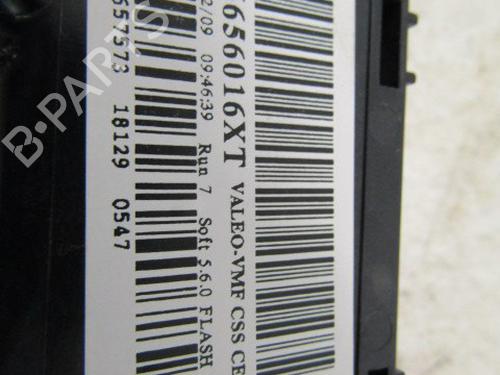 656016XT VALEO-VMF CSS CE
2/09 09:46:39 Run 7 Soft 5.6.0 FLASH
657573 18129 0547
B-PARTS